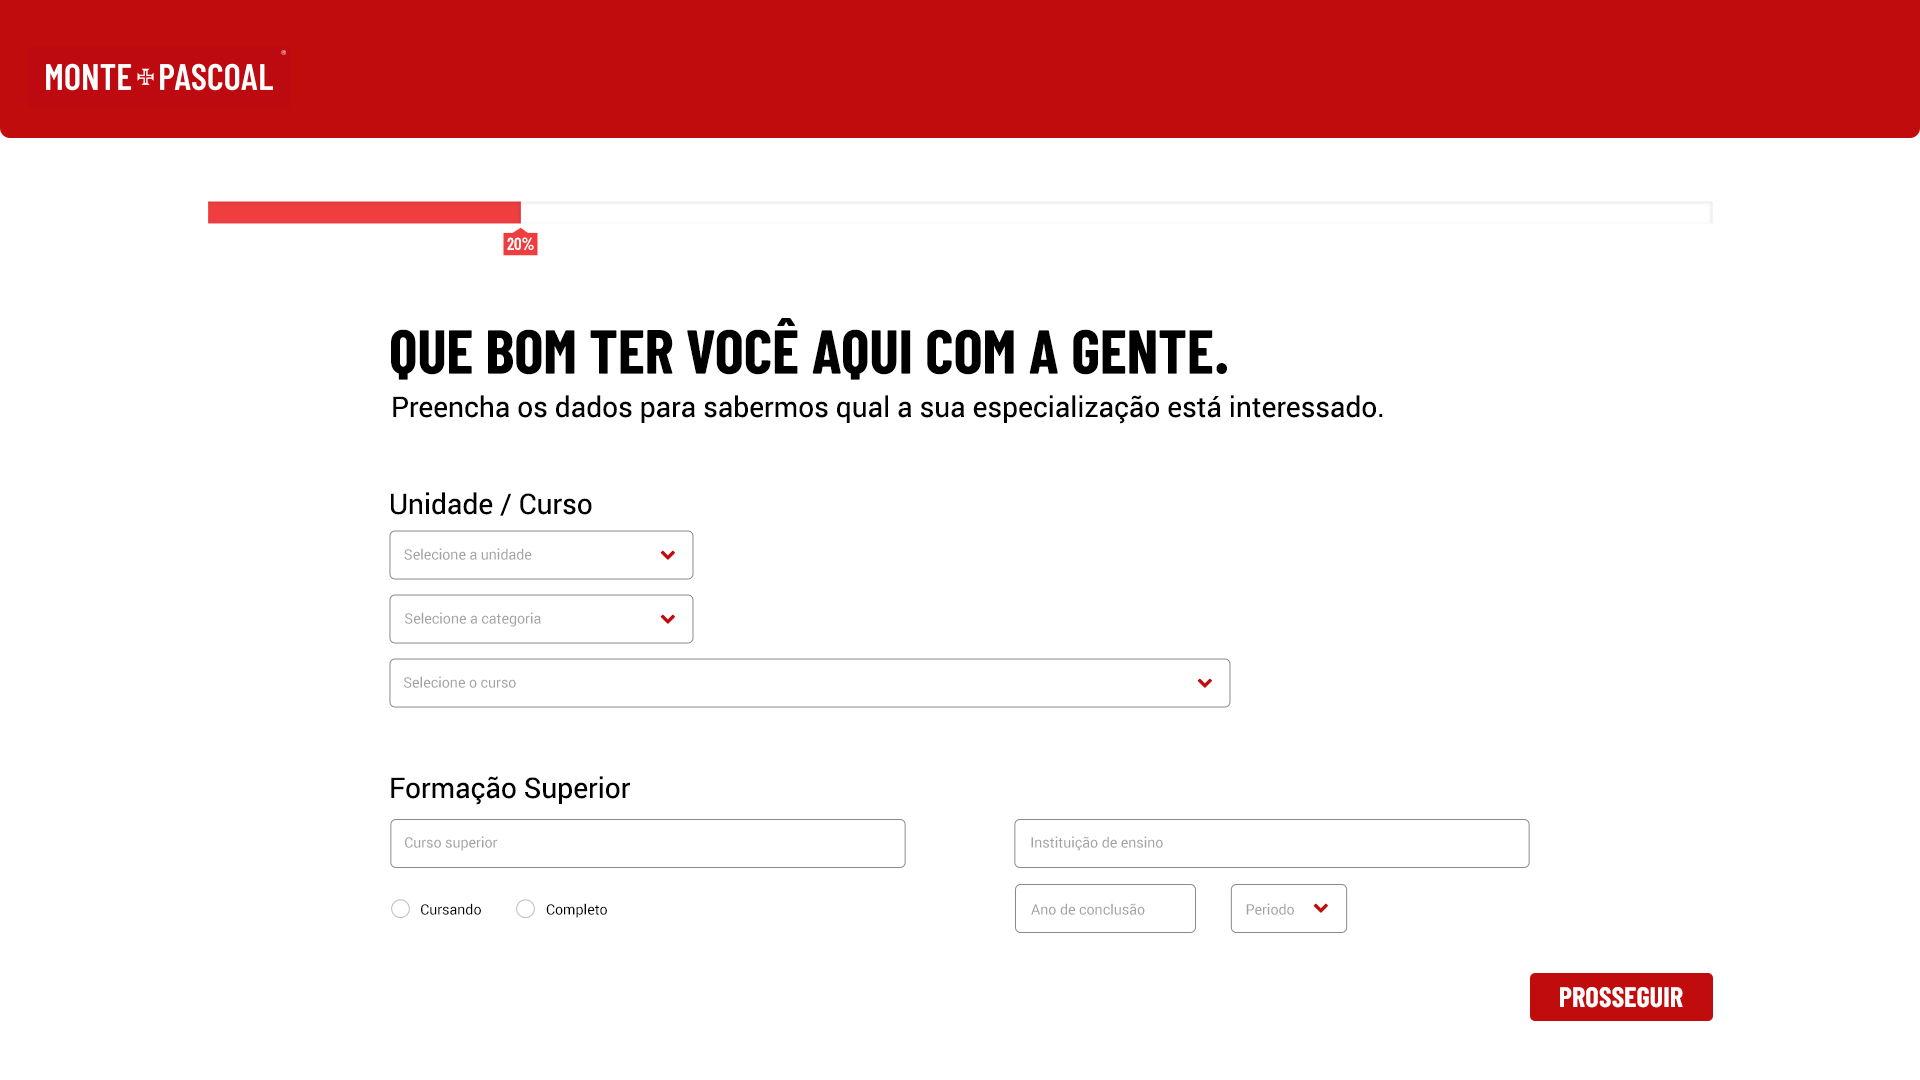 MONTE PASCOAL ®
20%
QUE BOM TER VOCÊ AQUI COM A GENTE.
Preencha os dados para sabermos qual a sua especialização está interessado.
Unidade / Curso
Selecione a unidade
Selecione a categoria
Selecione o curso
Formação Superior
Curso superior
Instituição de ensino
Cursando
Completo
Ano de conclusão
Periodo
PROSSEGUIR